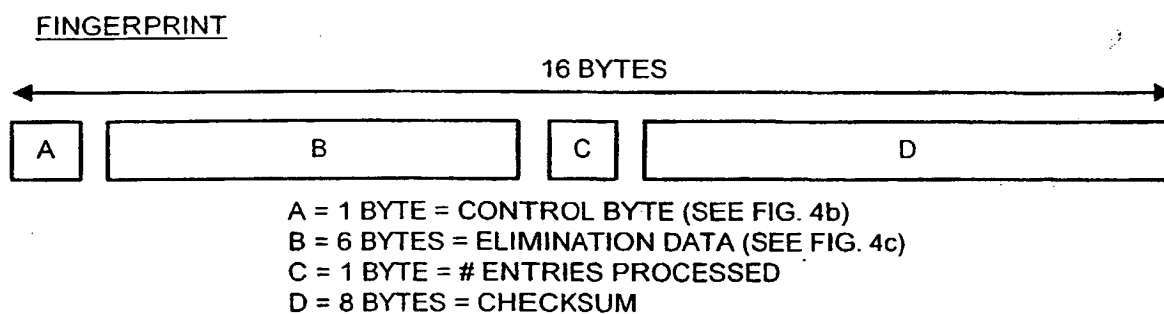 FINGERPRINT
16 BYTES
A B C D
A = 1 BYTE = CONTROL BYTE (SEE FIG. 4b)
B = 6 BYTES = ELIMINATION DATA (SEE FIG. 4c)
C = 1 BYTE = # ENTRIES PROCESSED
D = 8 BYTES = CHECKSUM